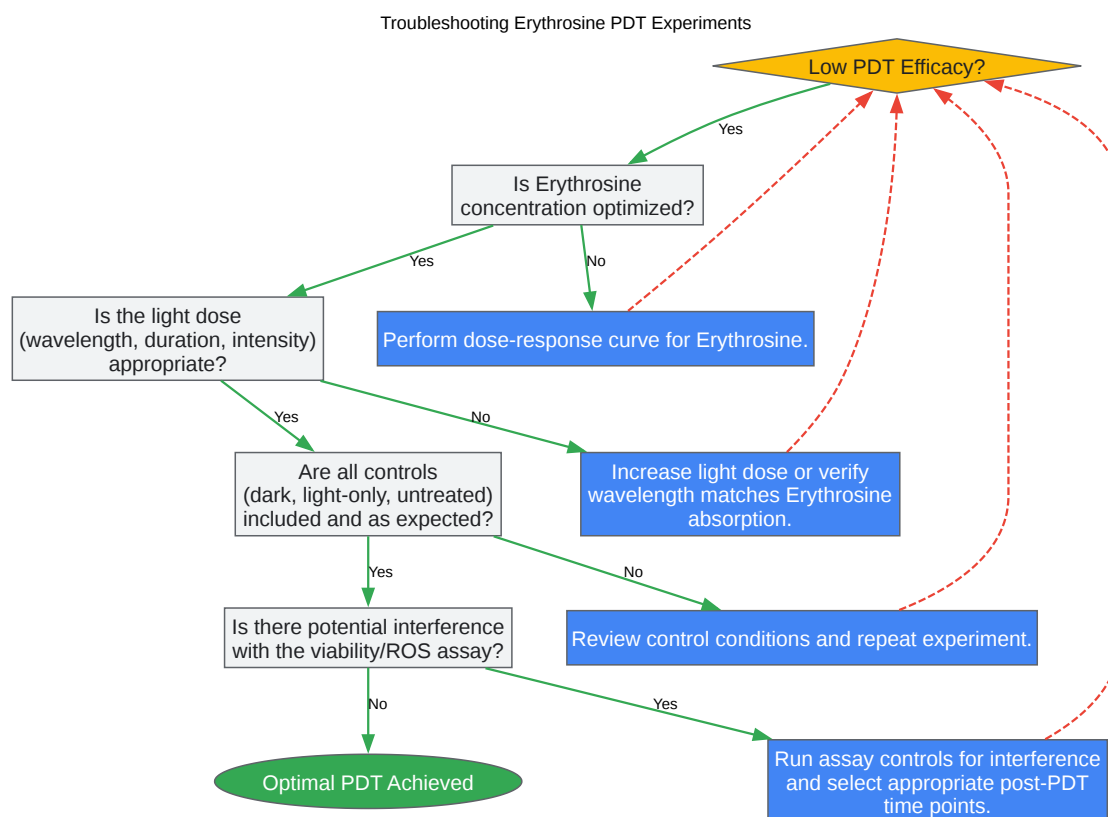 Troubleshooting Erythrosine PDT Experiments
Low PDT Efficacy?
Yes
Is Erythrosine
concentration optimized?
Yes
No
Is the light dose
(wavelength, duration, intensity)
appropriate?
Perform dose-response curve for Erythrosine.
Yes
No
Are all controls
(dark, light-only, untreated)
included and as expected?
Increase light dose or verify
wavelength matches Erythrosine
absorption.
Yes
No
Is there potential interference
with the viability/ROS assay?
Review control conditions and repeat experiment.
No
Yes
Optimal PDT Achieved
Run assay controls for interference
and select appropriate post-PDT
time points.